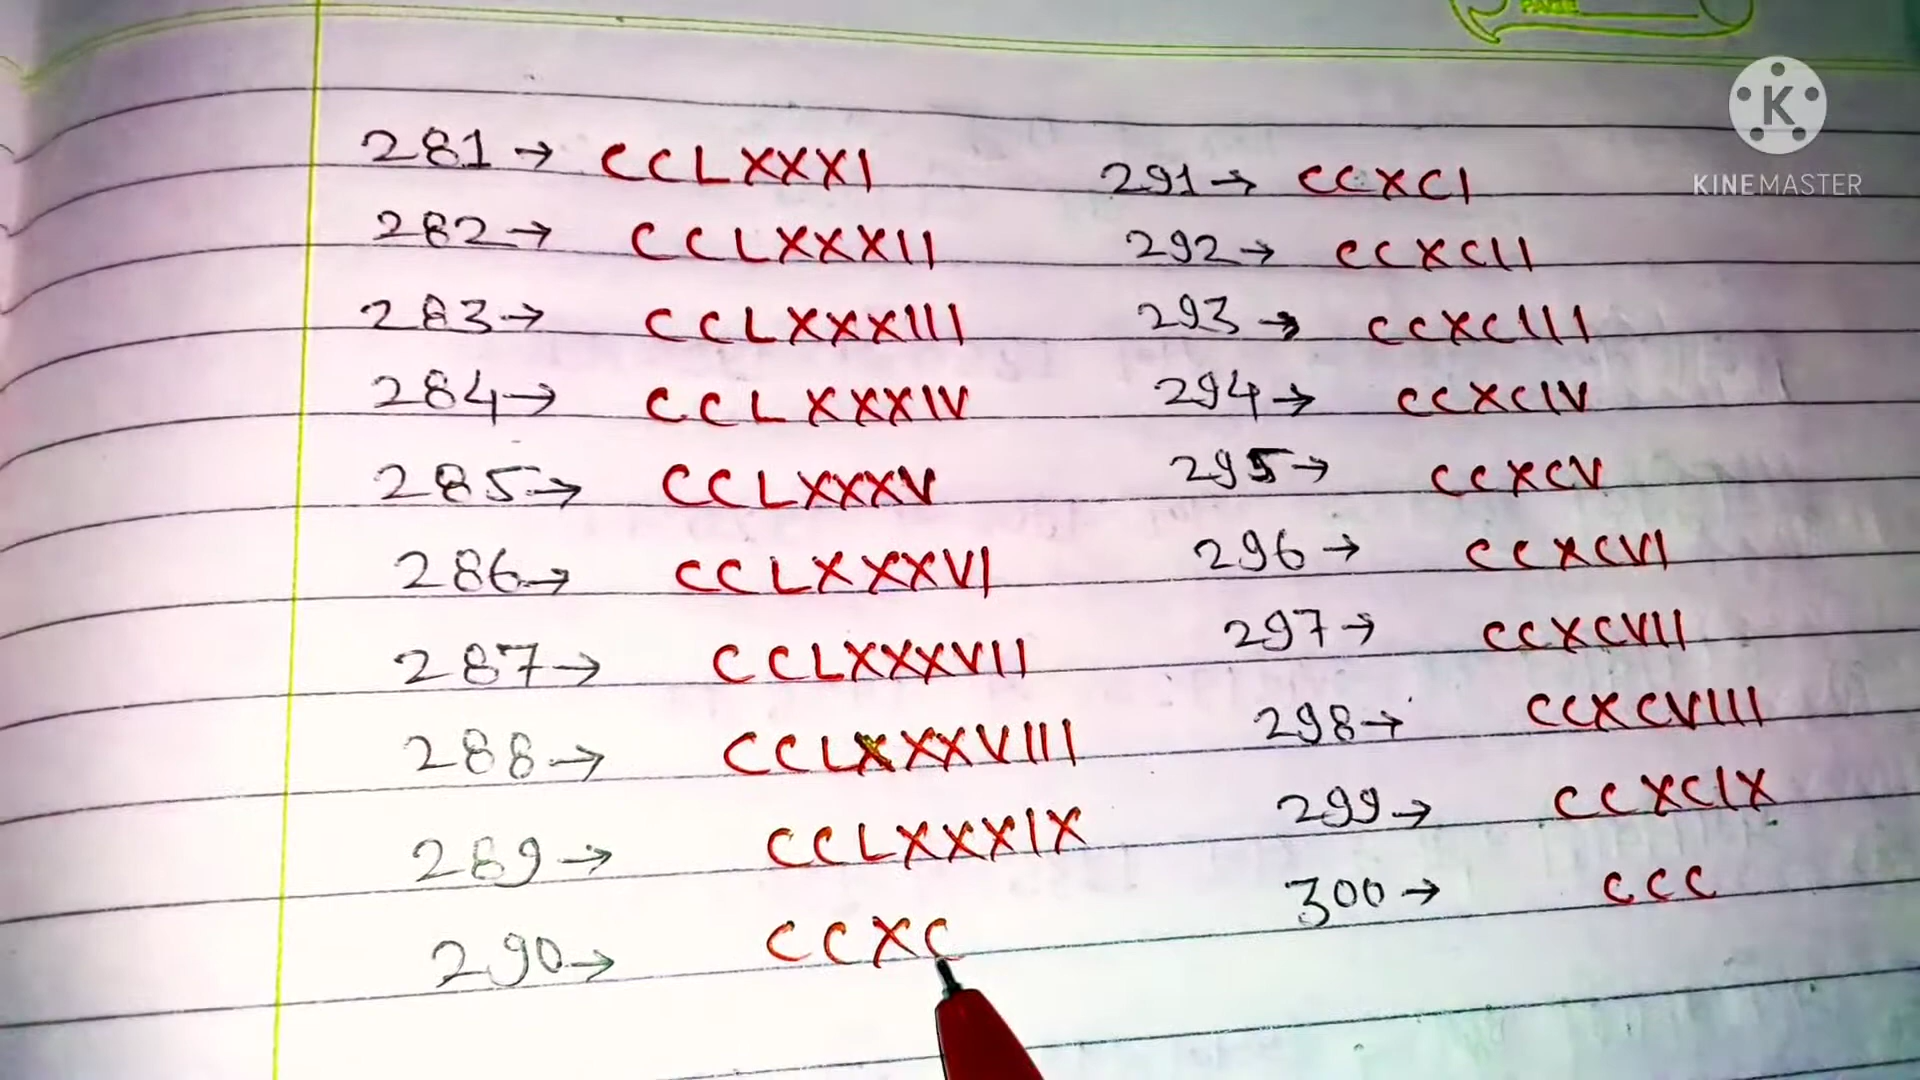 281 → CCLXXXI
282 → CCLXXXII
283 → CCLXXXIII
284 → CCLXXXIV
285 → CCLXXXV
286 → CCLXXXVI
287 → CCLXXXVII
288 → CCLXXXVIII
289 → CCLXXXIX
290 → CCXC
291 → CCXCI
292 → CCXCII
293 → CCXCIII
294 → CCXCIV
295 → CCXCV
296 → CCXCVI
297 → CCXCVII
298 → CCXCVIII
299 → CCXCIX
300 → CCC
K
KINEMASTER